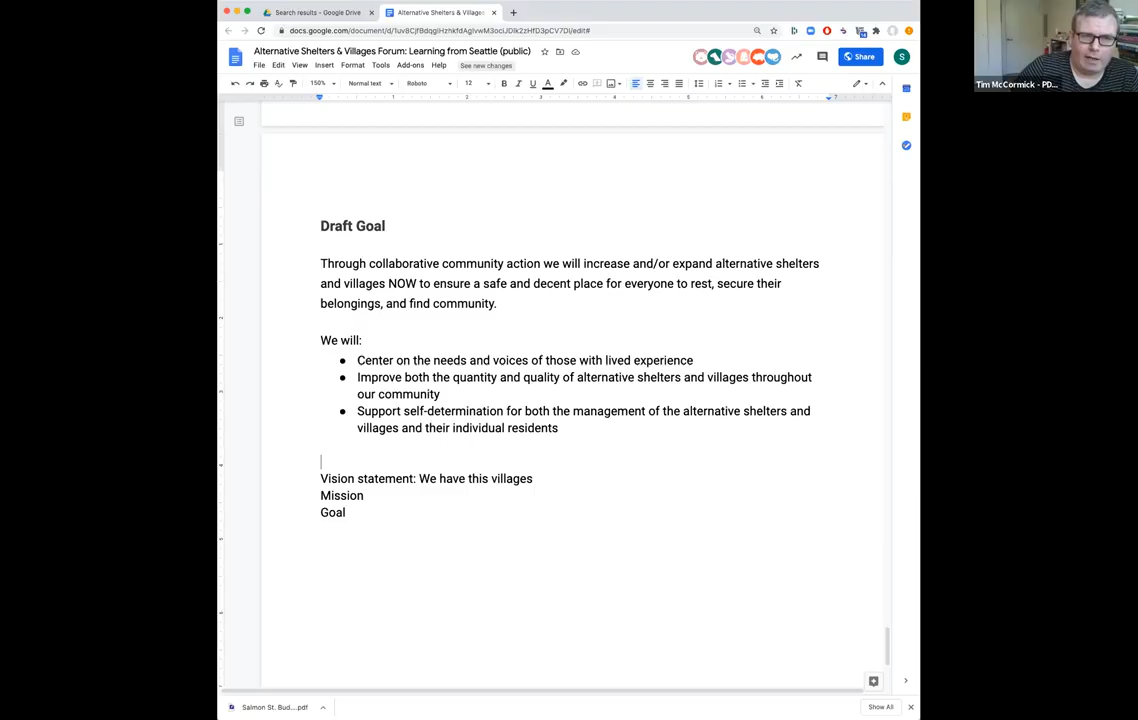 Search results - Google Drive
Alternative Shelters & Villages
docs.google.com/document/d/1uv8CjfBdqgiHzhkfdAgIvwM3ociJDIk2zHfD3pCV7DI/edit#
Alternative Shelters & Villages Forum: Learning from Seattle (public)
File Edit View Insert Format Tools Add-ons Help See new changes
Share
S
150% Normal text Roboto 12
Tim McCormick - PD...
Draft Goal
Through collaborative community action we will increase and/or expand alternative shelters
and villages NOW to ensure a safe and decent place for everyone to rest, secure their
belongings, and find community.
We will:
● Center on the needs and voices of those with lived experience
● Improve both the quantity and quality of alternative shelters and villages throughout
our community
● Support self-determination for both the management of the alternative shelters and
villages and their individual residents
Vision statement: We have this villages
Mission
Goal
Salmon St. Bud....pdf
Show All